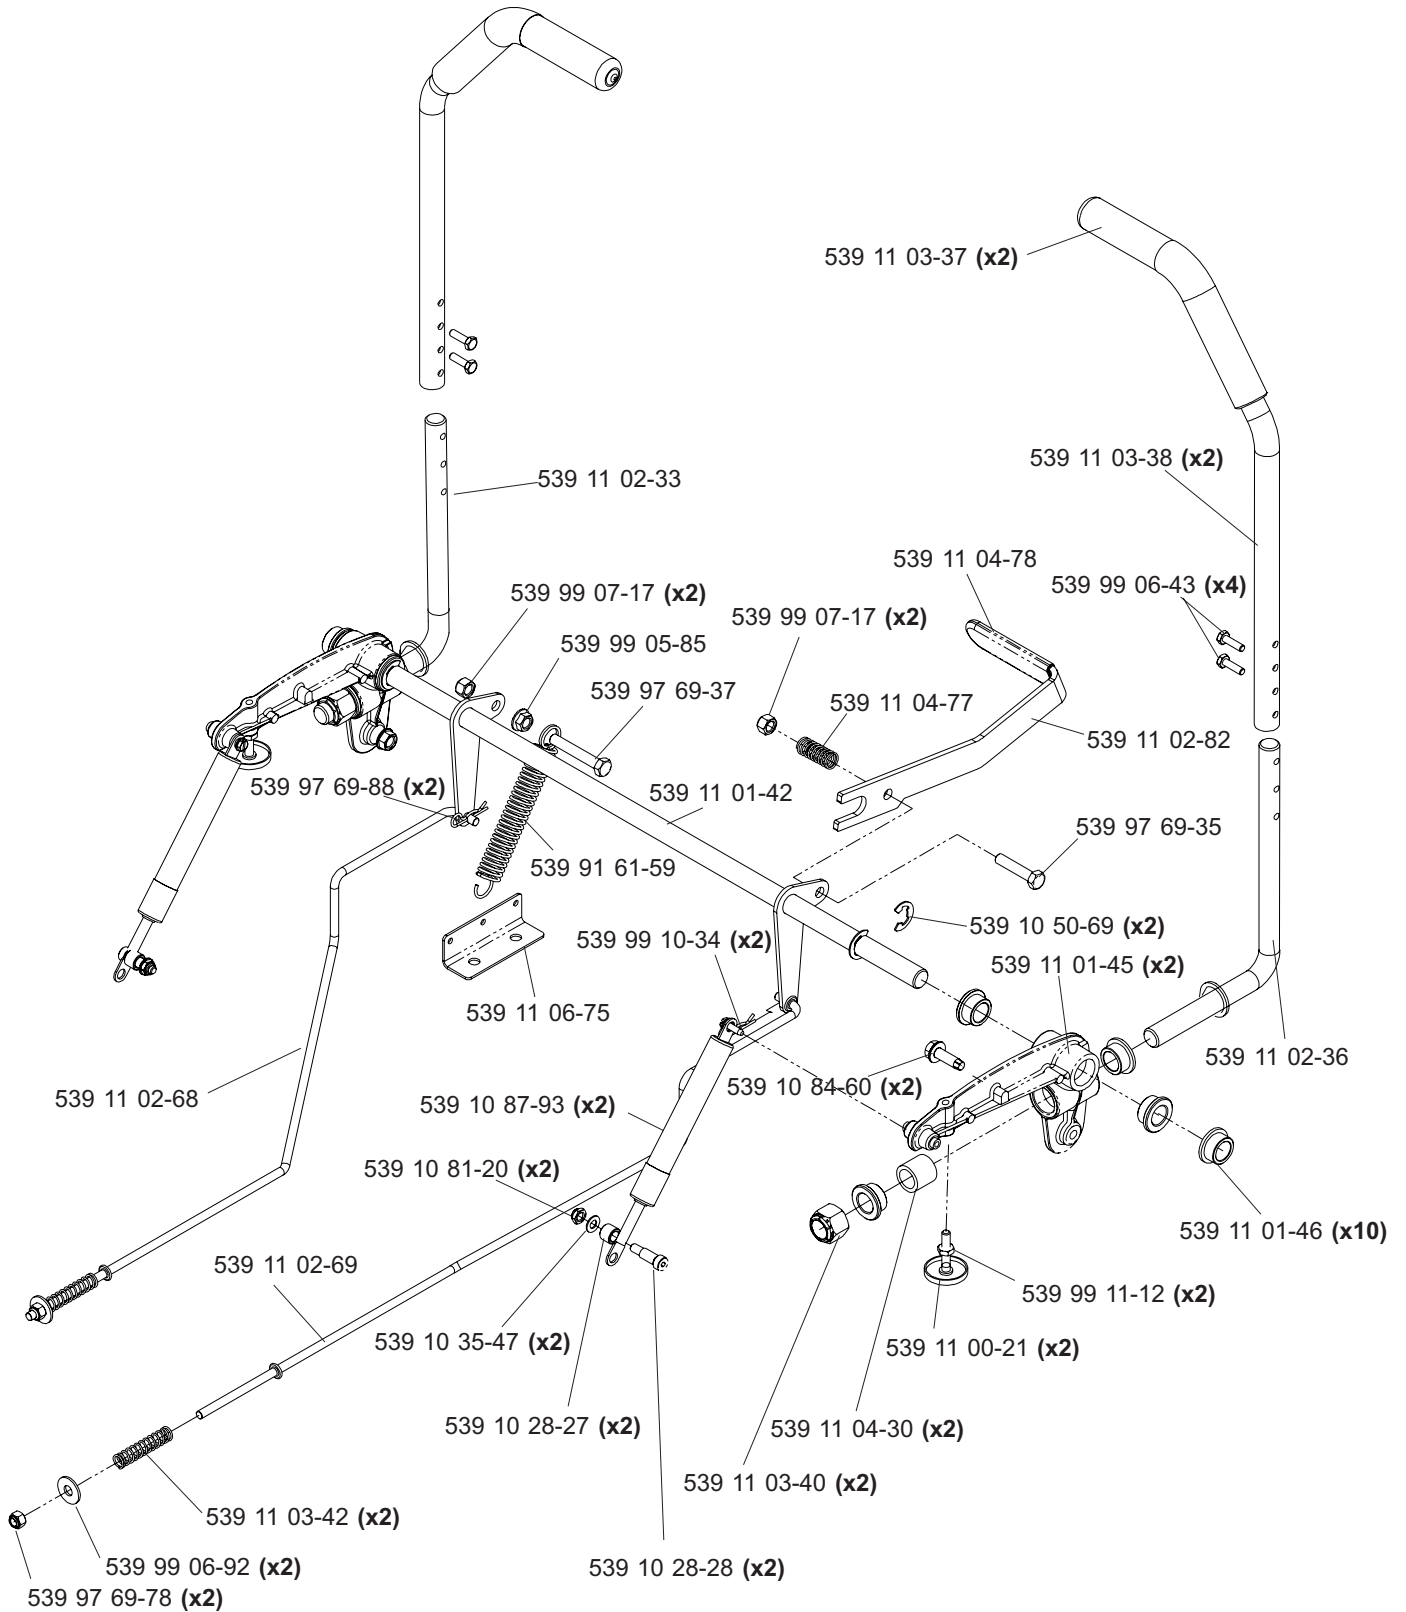 539 11 03-37 (x2)
539 11 03-38 (x2)
539 11 02-33
539 11 04-78
539 99 06-43 (x4)
539 99 07-17 (x2)
539 99 07-17 (x2)
539 99 05-85
539 97 69-37
539 11 04-77
539 11 02-82
539 97 69-88 (x2)
539 11 01-42
539 97 69-35
539 91 61-59
539 10 50-69 (x2)
539 99 10-34 (x2)
539 11 01-45 (x2)
539 11 06-75
539 11 02-36
539 10 84-60 (x2)
539 11 02-68
539 10 87-93 (x2)
539 10 81-20 (x2)
539 11 01-46 (x10)
539 11 02-69
539 99 11-12 (x2)
539 10 35-47 (x2)
539 11 00-21 (x2)
539 10 28-27 (x2)
539 11 04-30 (x2)
539 11 03-40 (x2)
539 11 03-42 (x2)
539 99 06-92 (x2)
539 10 28-28 (x2)
539 97 69-78 (x2)